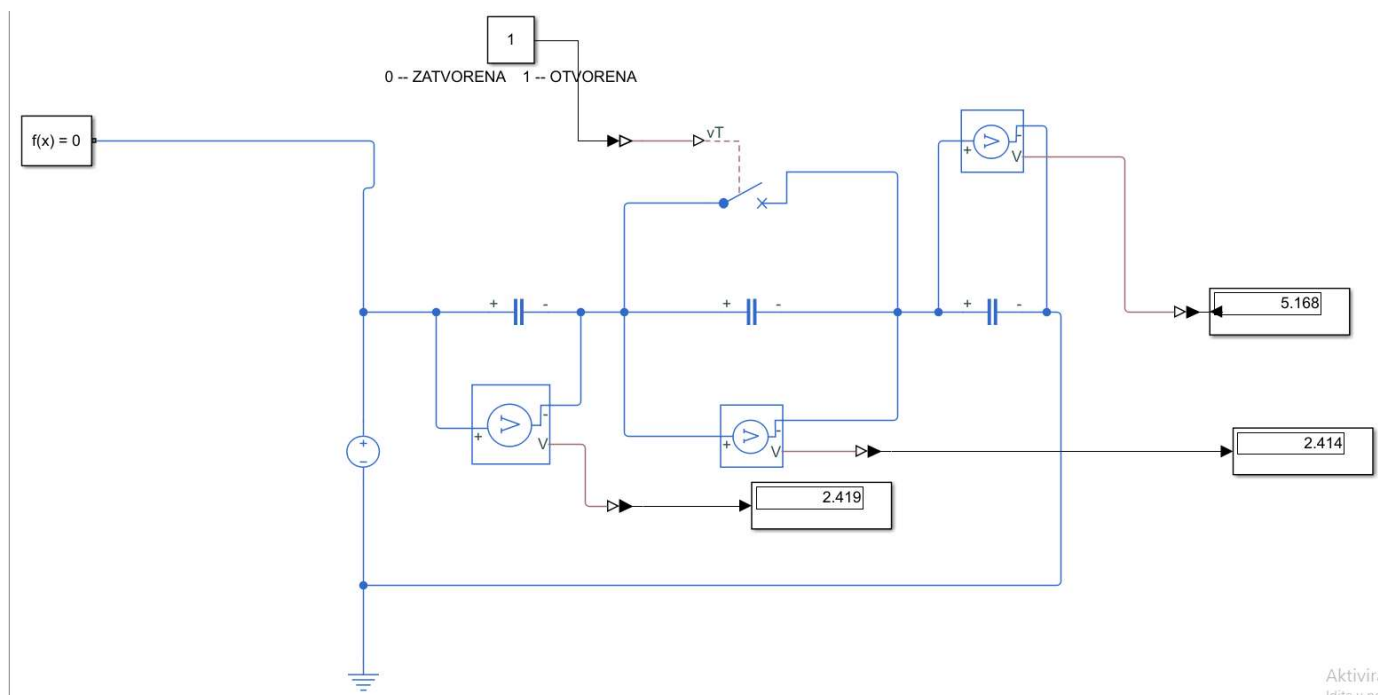 1
0 -- ZATVORENA 1 -- OTVORENA
f(x) = 0
vT
+ V -
5.168
+ -
+ -
+ -
+ V -
2.414
+ V -
2.419
+
−
Aktivir